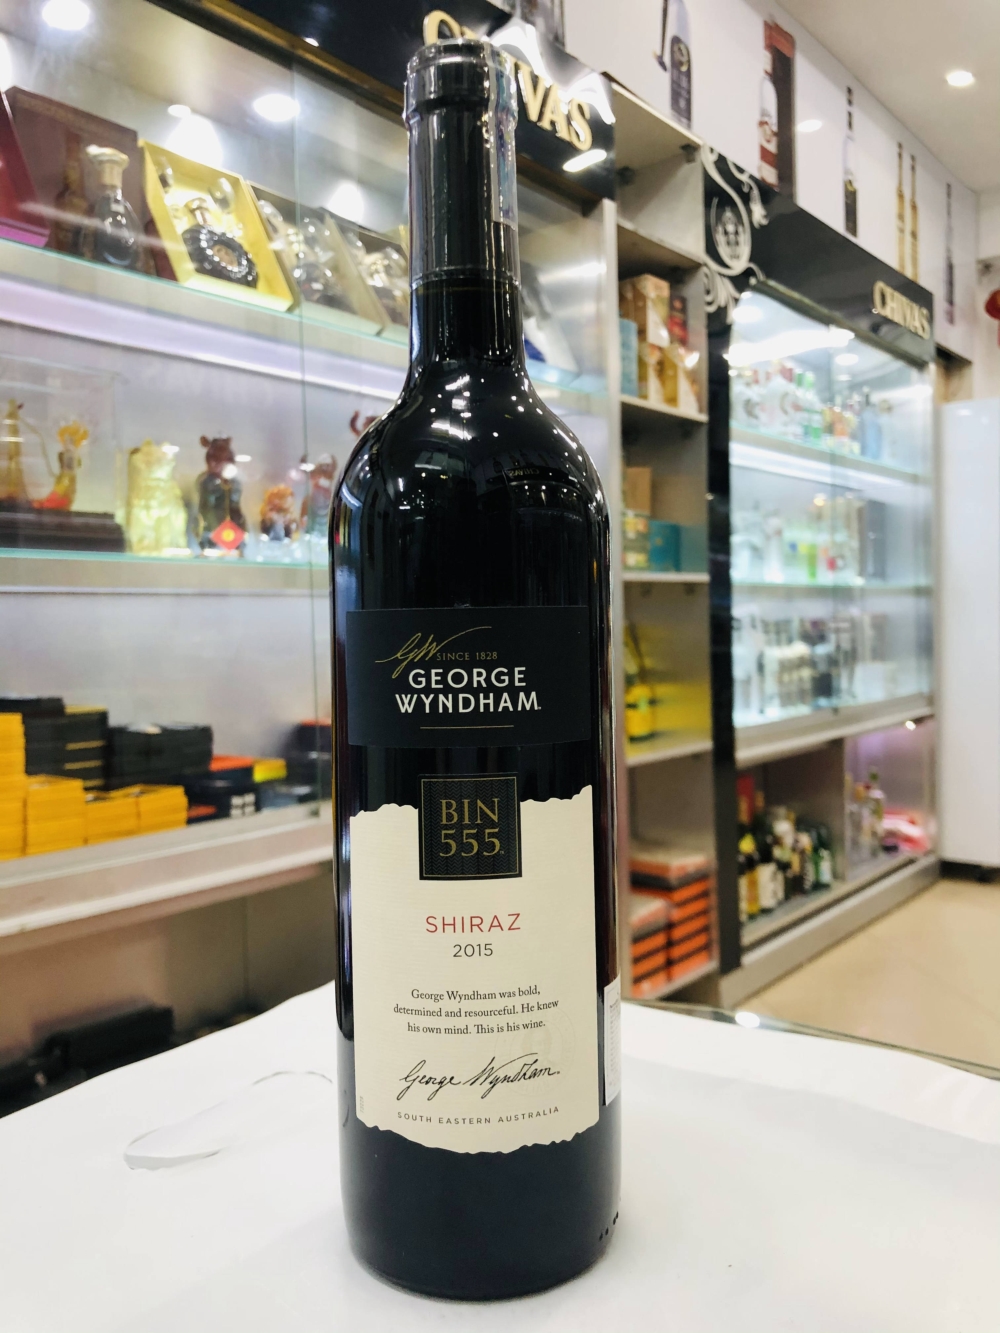 CHIVAS
CHIVAS
GW SINCE 1828
GEORGE
WYNDHAM
BIN
555
SHIRAZ
2015
George Wyndham was bold,
determined and resourceful. He knew
his own mind. This is his wine.
George Wyndham.
SOUTH EASTERN AUSTRALIA